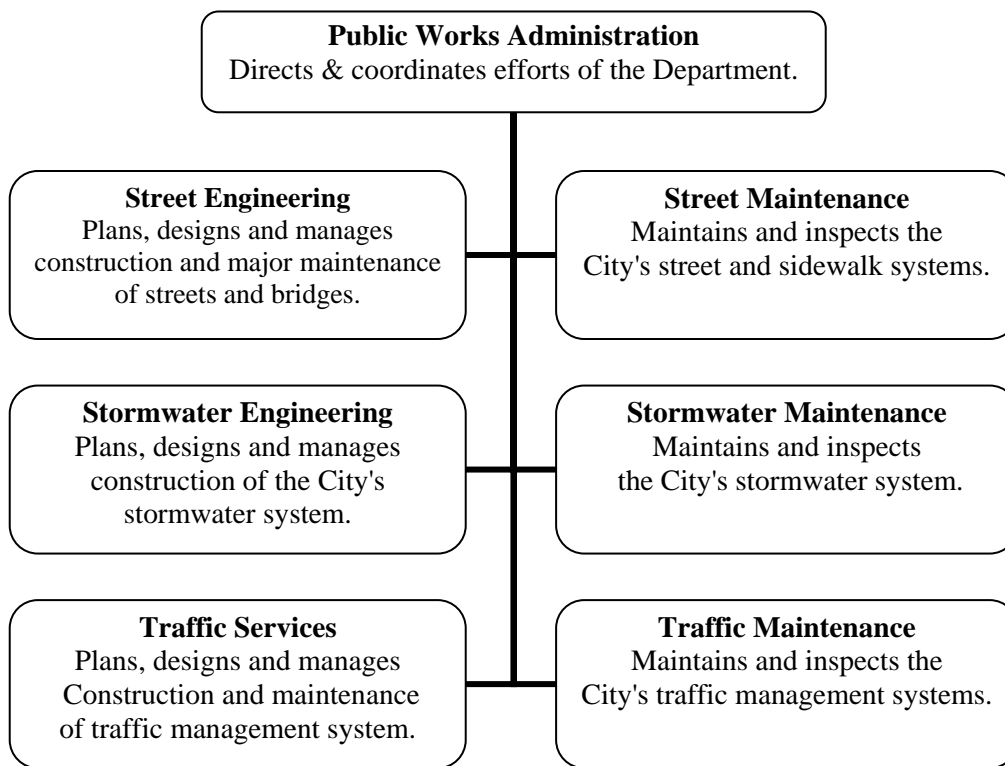 Public Works Administration
Directs & coordinates efforts of the Department.
Street Engineering
Plans, designs and manages
construction and major maintenance
of streets and bridges.
Street Maintenance
Maintains and inspects the
City's street and sidewalk systems.
Stormwater Engineering
Plans, designs and manages
construction of the City's
stormwater system.
Stormwater Maintenance
Maintains and inspects
the City's stormwater system.
Traffic Services
Plans, designs and manages
Construction and maintenance
of traffic management system.
Traffic Maintenance
Maintains and inspects the
City's traffic management systems.